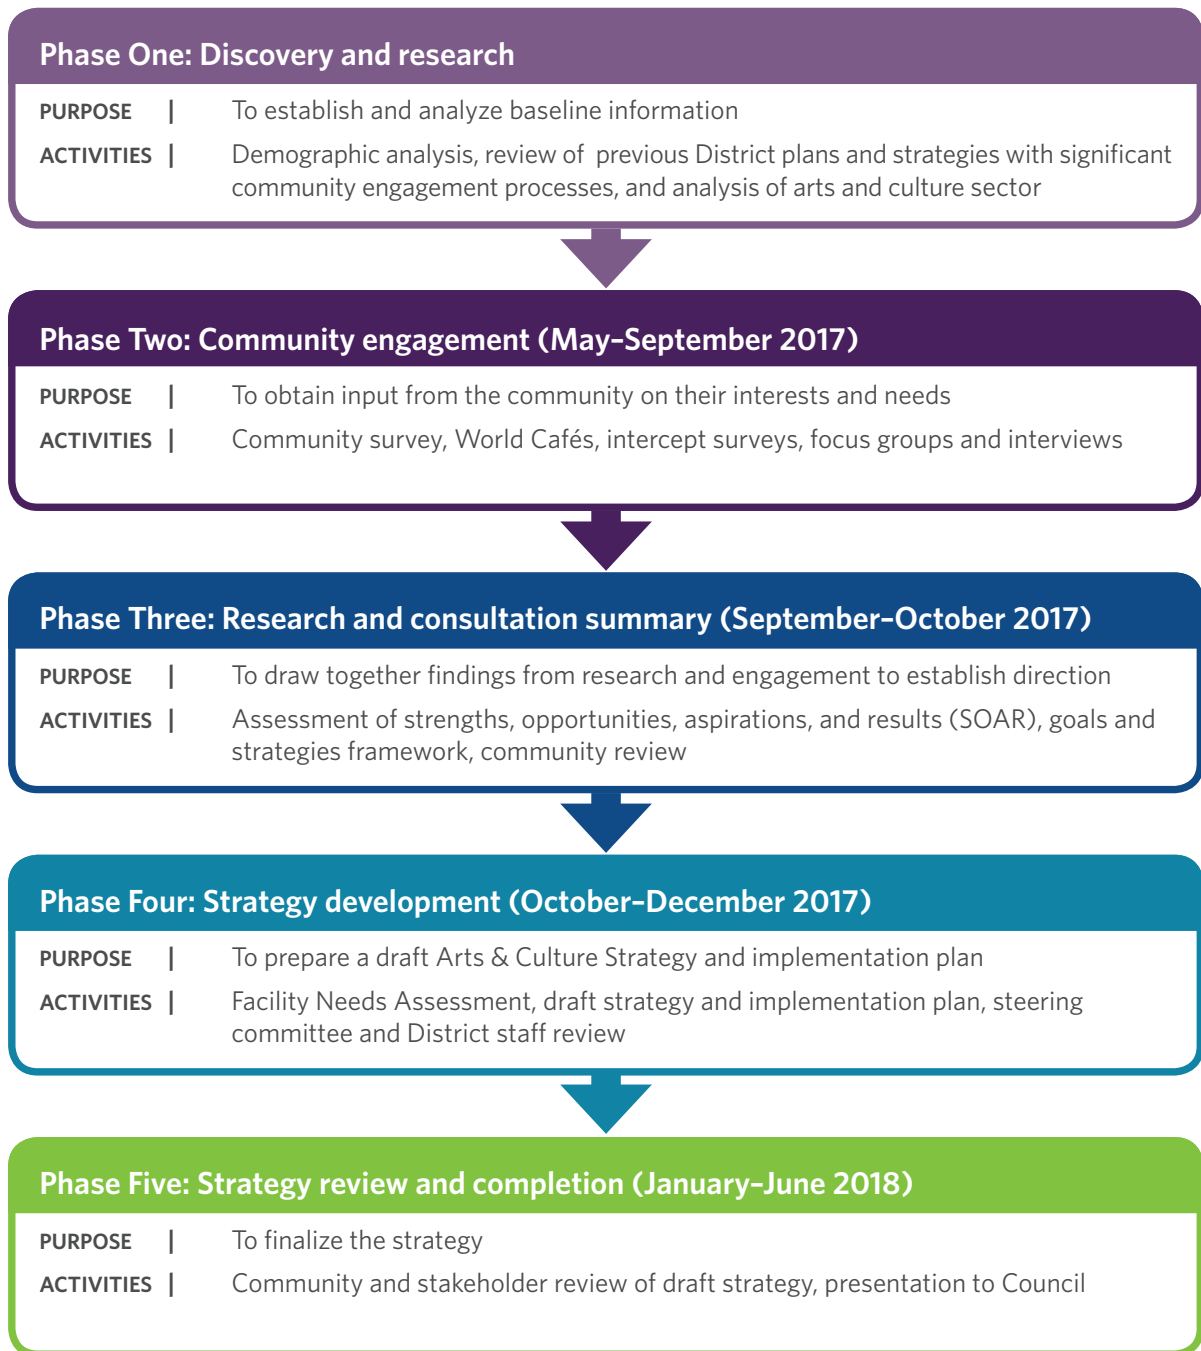 Phase One: Discovery and research
PURPOSE | To establish and analyze baseline information
ACTIVITIES | Demographic analysis, review of previous District plans and strategies with significant
community engagement processes, and analysis of arts and culture sector
Phase Two: Community engagement (May–September 2017)
PURPOSE | To obtain input from the community on their interests and needs
ACTIVITIES | Community survey, World Cafés, intercept surveys, focus groups and interviews
Phase Three: Research and consultation summary (September–October 2017)
PURPOSE | To draw together findings from research and engagement to establish direction
ACTIVITIES | Assessment of strengths, opportunities, aspirations, and results (SOAR), goals and
strategies framework, community review
Phase Four: Strategy development (October–December 2017)
PURPOSE | To prepare a draft Arts & Culture Strategy and implementation plan
ACTIVITIES | Facility Needs Assessment, draft strategy and implementation plan, steering
committee and District staff review
Phase Five: Strategy review and completion (January–June 2018)
PURPOSE | To finalize the strategy
ACTIVITIES | Community and stakeholder review of draft strategy, presentation to Council